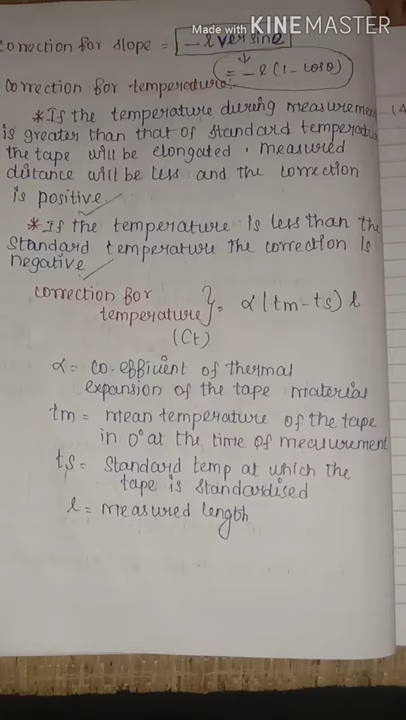 Made with KINEMASTER
correction for slope = - l versine
= - l (1 - cosθ)
correction for temperature:
* If the temperature during measurement
is greater than that of standard temperatu
the tape will be elongated . measured
distance will be less and the correction
is positive
* If the temperature is less than the
Standard temperature the correction is
negative
correction for
temperature } = α (tm - ts) l
(Ct)
α = co-efficient of thermal
expansion of the tape material
tm = mean temperature of the tape
in 0° at the time of mecurement
ts = Standard temp at which the
tape is standardised
l = measured length